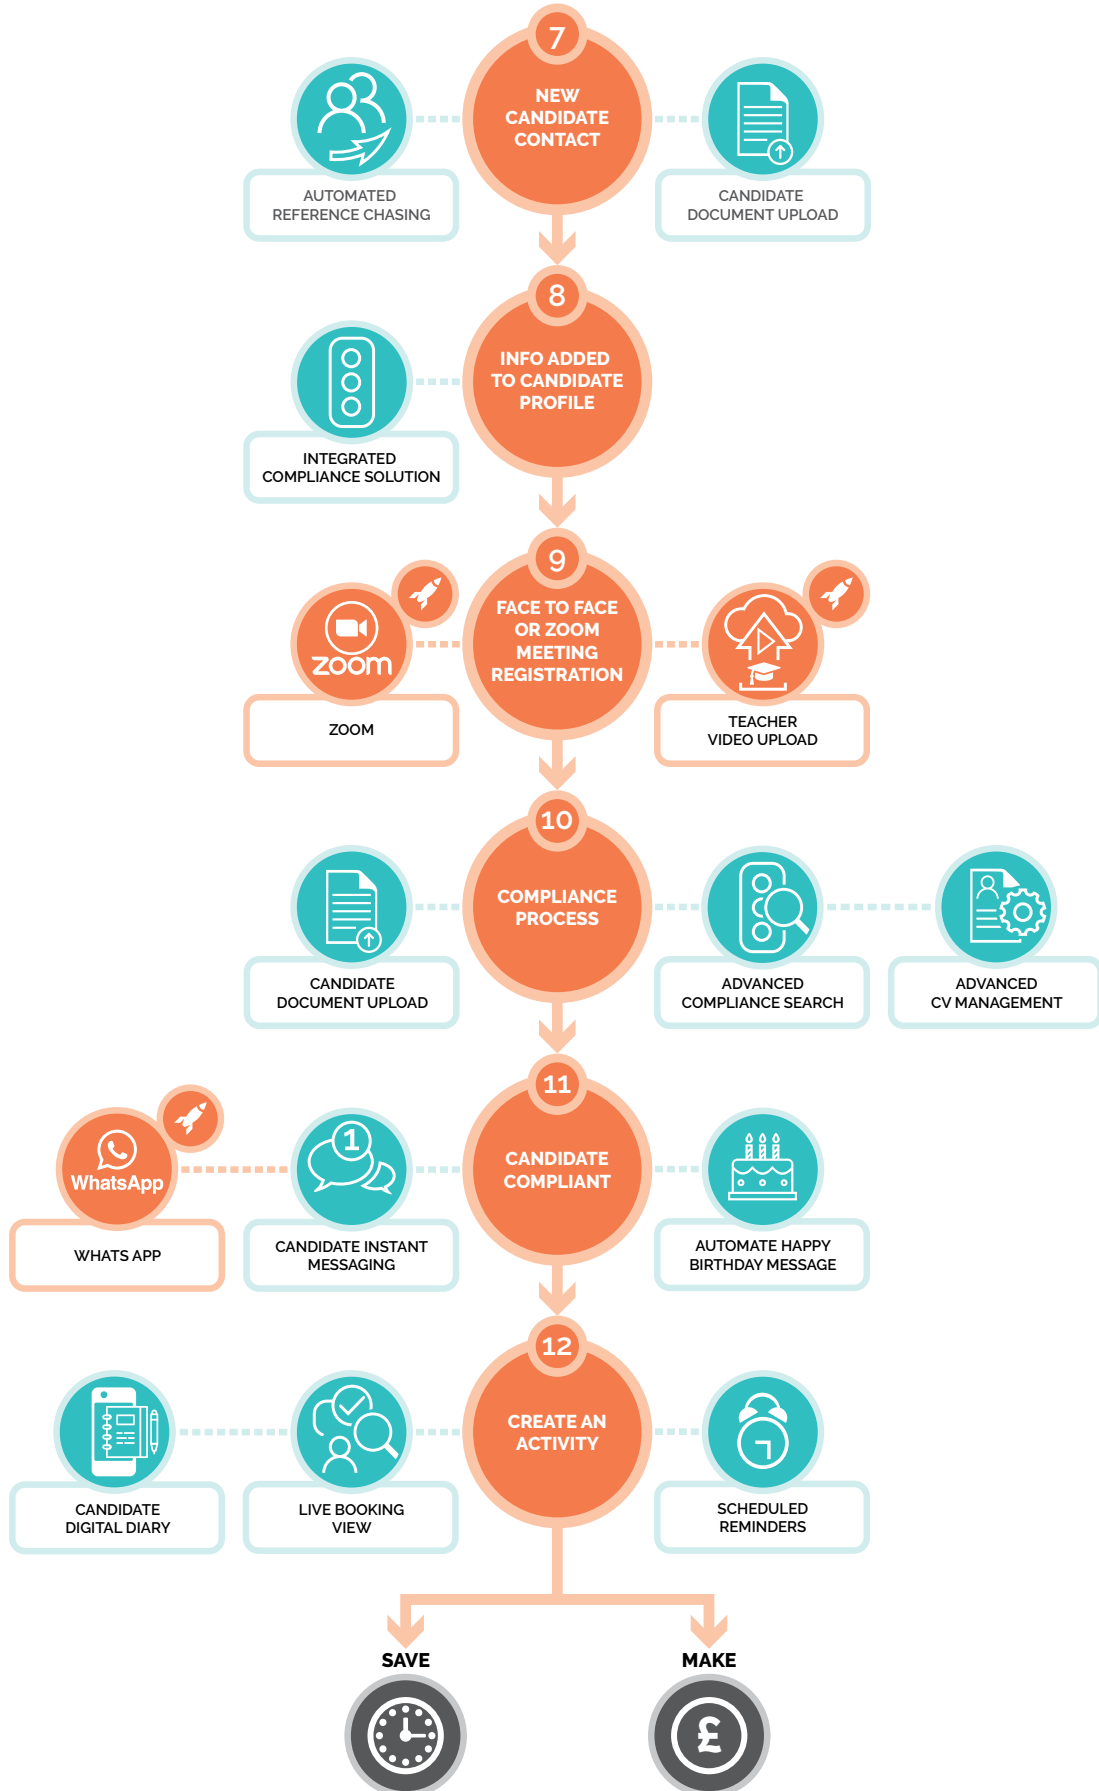 7
NEW
CANDIDATE
CONTACT
AUTOMATED
REFERENCE CHASING
CANDIDATE
DOCUMENT UPLOAD
8
INFO ADDED
TO CANDIDATE
PROFILE
INTEGRATED
COMPLIANCE SOLUTION
9
FACE TO FACE
OR ZOOM
MEETING
REGISTRATION
zoom
ZOOM
TEACHER
VIDEO UPLOAD
10
COMPLIANCE
PROCESS
CANDIDATE
DOCUMENT UPLOAD
ADVANCED
COMPLIANCE SEARCH
ADVANCED
CV MANAGEMENT
11
CANDIDATE
COMPLIANT
WhatsApp
WHATS APP
1
CANDIDATE INSTANT
MESSAGING
AUTOMATE HAPPY
BIRTHDAY MESSAGE
12
CREATE AN
ACTIVITY
CANDIDATE
DIGITAL DIARY
LIVE BOOKING
VIEW
SCHEDULED
REMINDERS
SAVE
MAKE
£